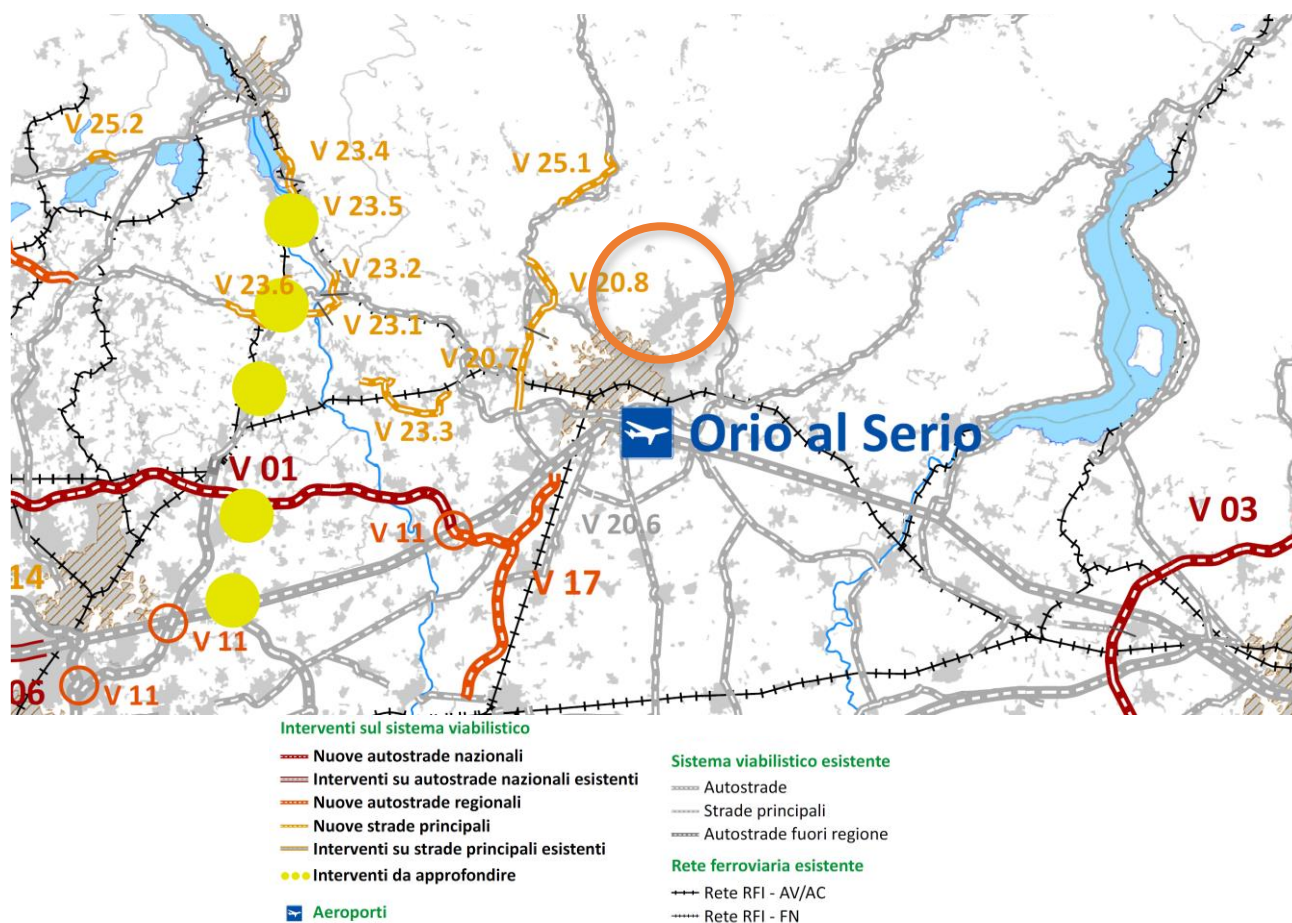 V 25.2
V 23.4
V 25.1
V 23.5
V 23.2
V 20.8
V 23.6
V 23.1
V 20.7
V 23.3
Orio al Serio
V 01
V 11
V 20.6
V 03
14
V 17
V 11
06
V 11
Interventi sul sistema viabilistico
Nuove autostrade nazionali
Interventi su autostrade nazionali esistenti
Nuove autostrade regionali
Nuove strade principali
Interventi su strade principali esistenti
Interventi da approfondire
Aeroporti
Sistema viabilistico esistente
Autostrade
Strade principali
Autostrade fuori regione
Rete ferroviaria esistente
Rete RFI - AV/AC
Rete RFI - FN